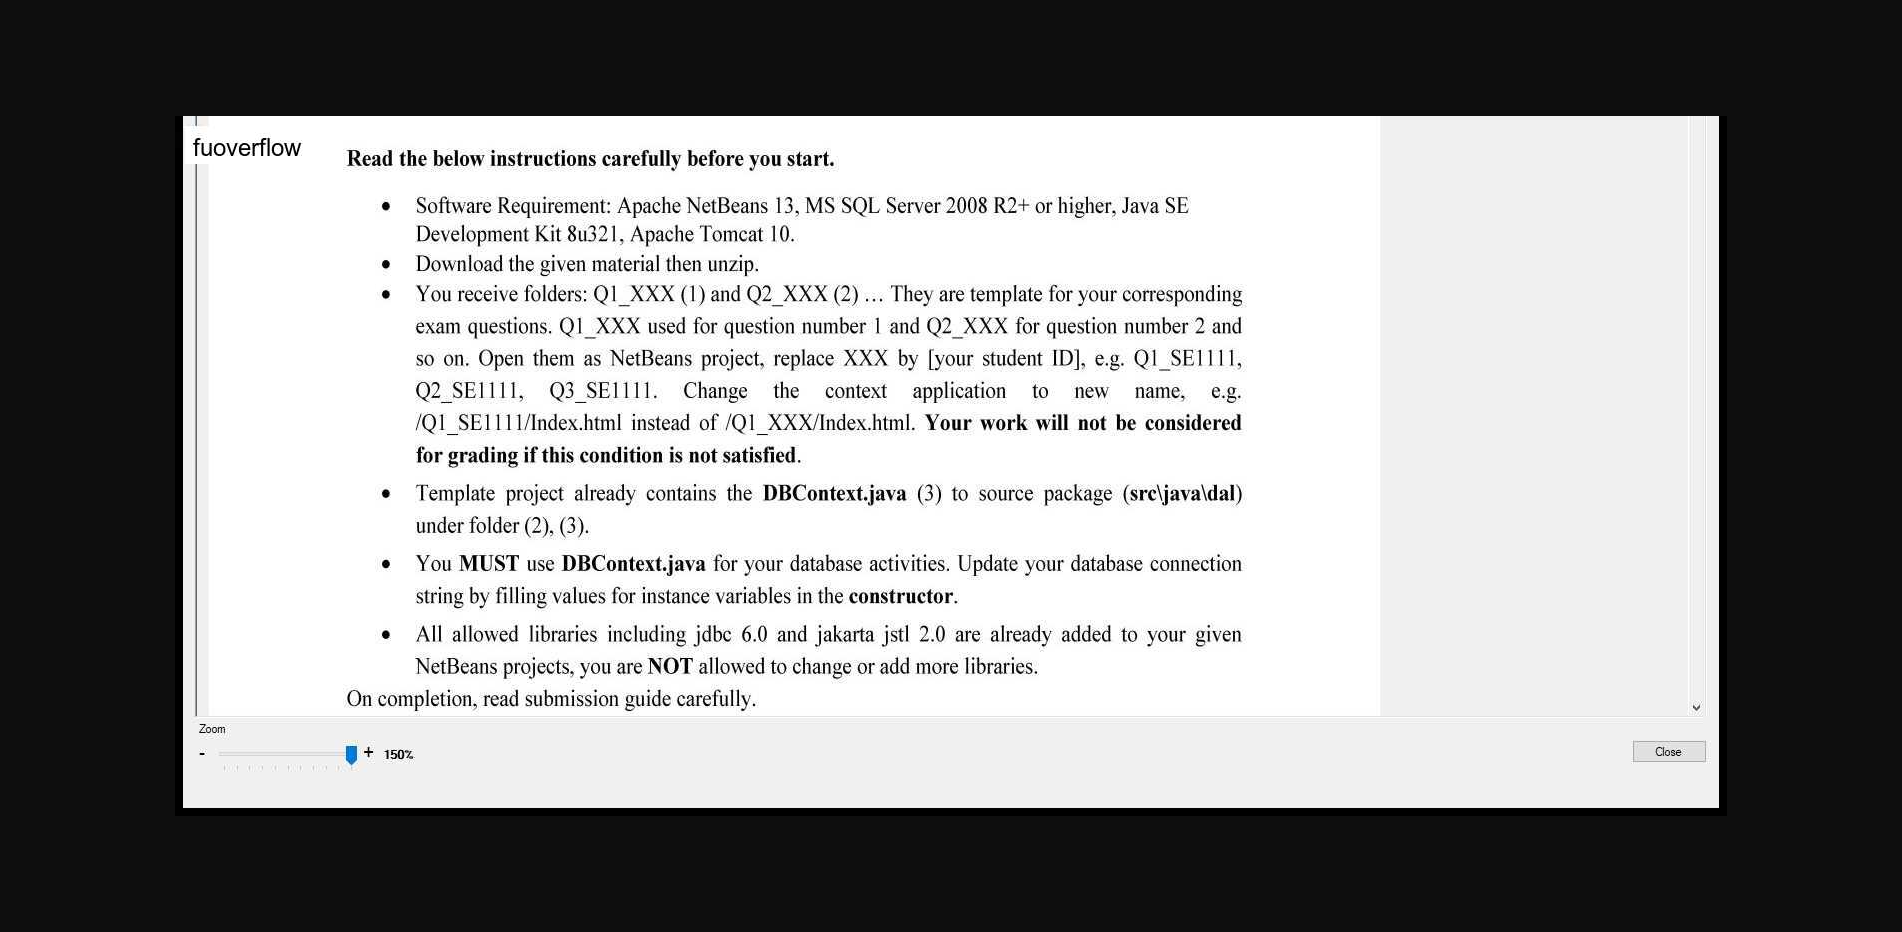 fuoverflow
Read the below instructions carefully before you start.
• Software Requirement: Apache NetBeans 13, MS SQL Server 2008 R2+ or higher, Java SE
Development Kit 8u321, Apache Tomcat 10.
• Download the given material then unzip.
• You receive folders: Q1_XXX (1) and Q2_XXX (2) … They are template for your corresponding
exam questions. Q1_XXX used for question number 1 and Q2_XXX for question number 2 and
so on. Open them as NetBeans project, replace XXX by [your student ID], e.g. Q1_SE1111,
Q2_SE1111, Q3_SE1111. Change the context application to new name, e.g.
/Q1_SE1111/Index.html instead of /Q1_XXX/Index.html. Your work will not be considered
for grading if this condition is not satisfied.
• Template project already contains the DBContext.java (3) to source package (src\java\dal)
under folder (2), (3).
• You MUST use DBContext.java for your database activities. Update your database connection
string by filling values for instance variables in the constructor.
• All allowed libraries including jdbc 6.0 and jakarta jstl 2.0 are already added to your given
NetBeans projects, you are NOT allowed to change or add more libraries.
On completion, read submission guide carefully.
Zoom
- + 150%
Close